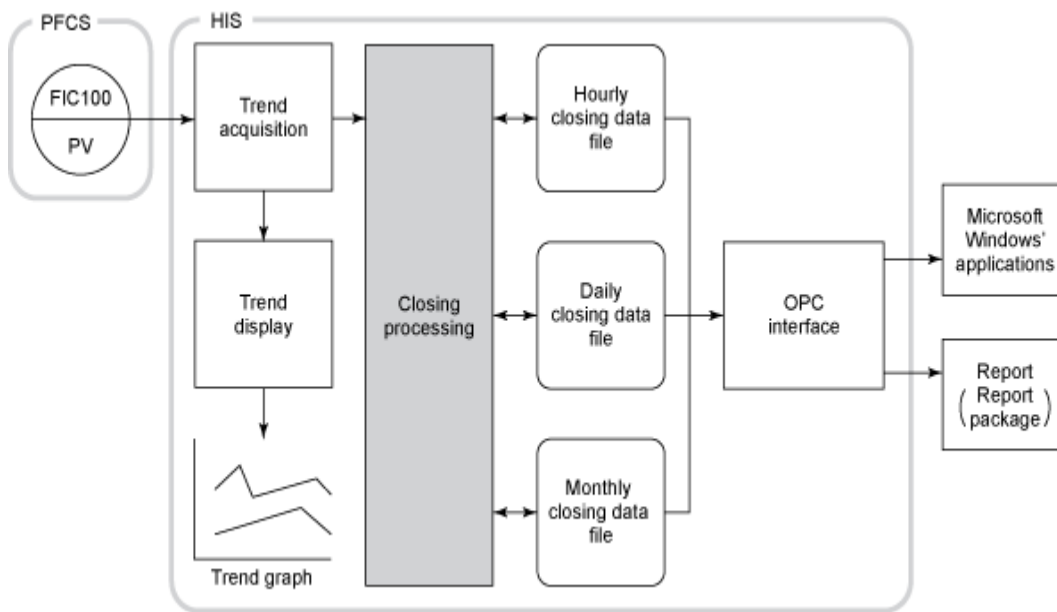 PFCS
HIS
FIC100
PV
Trend
acquisition
Trend
display
Trend graph
Closing
processing
Hourly
closing data
file
Daily
closing data
file
Monthly
closing data
file
OPC
interface
Microsoft
Windows'
applications
Report
(Report
package)